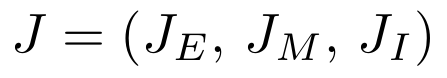 J = (J_E, J_M, J_I)